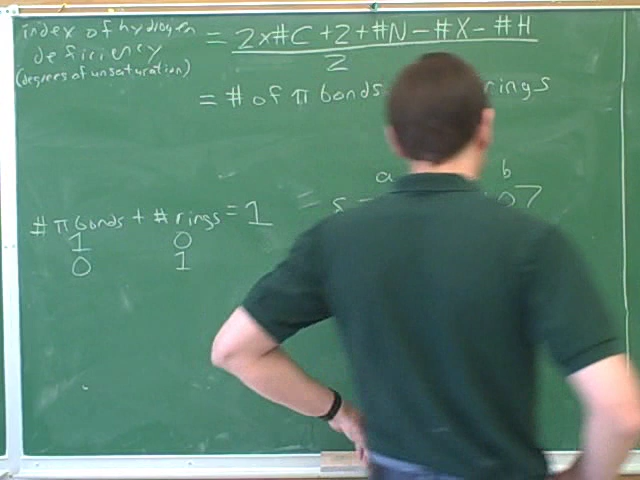 index of hydrogen
deficiency
(degrees of unsaturation)
= 2x#C + 2 + #N - #X - #H
2
= # of π bonds rings
a b
# π bonds + # rings = 1 =
1 0
0 1